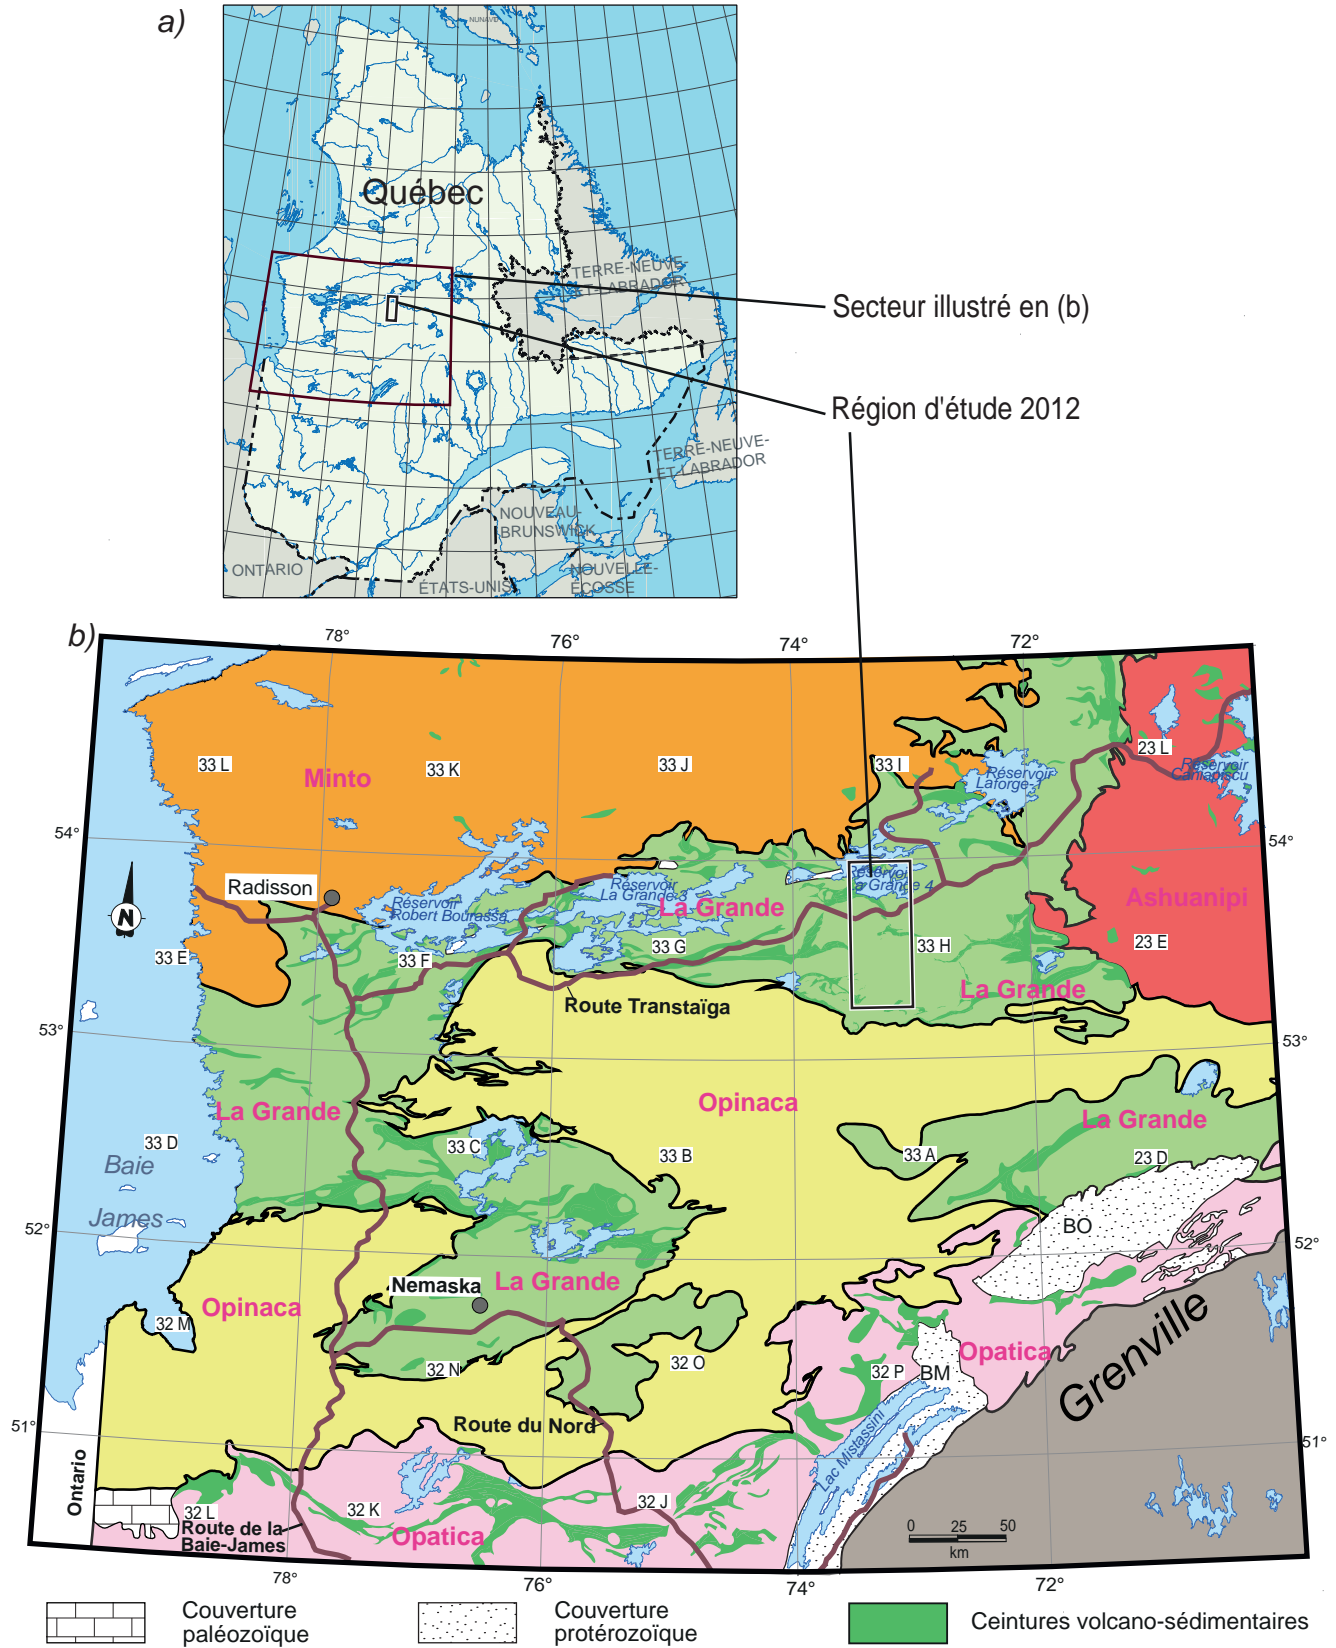 a)
NUNAVUT
Québec
TERRE-NEUVE-
ET-LABRADOR
Secteur illustré en (b)
Région d'étude 2012
TERRE-NEUVE-
ET-LABRADOR
NOUVEAU-
BRUNSWICK
ONTARIO
ÉTATS-UNIS
NOUVELLE-
ÉCOSSE
b)
78°
76°
74°
72°
33 L
Minto
33 K
33 J
33 I
Réservoir
Laforge-1
23 L
Réservoir
Caniapiscu
54°
54°
Radisson
Réservoir
Robert Bourassa
Réservoir
La Grande 3
La Grande
Réservoir
La Grande 4
Ashuanipi
N
33 E
33 F
33 G
33 H
23 E
La Grande
Route Transtaïga
53°
53°
La Grande
Opinaca
La Grande
33 D
33 C
33 B
33 A
23 D
Baie
James
BO
52°
52°
Nemaska
La Grande
Opinaca
32 M
Grenville
Opatica
32 N
32 O
32 P
BM
Route du Nord
51°
51°
Lac Mistassini
Ontario
32 L
32 K
32 J
Route de la
Baie-James
Opatica
0 25 50
km
78°
76°
74°
72°
Couverture
paléozoïque
Couverture
protérozoïque
Ceintures volcano-sédimentaires